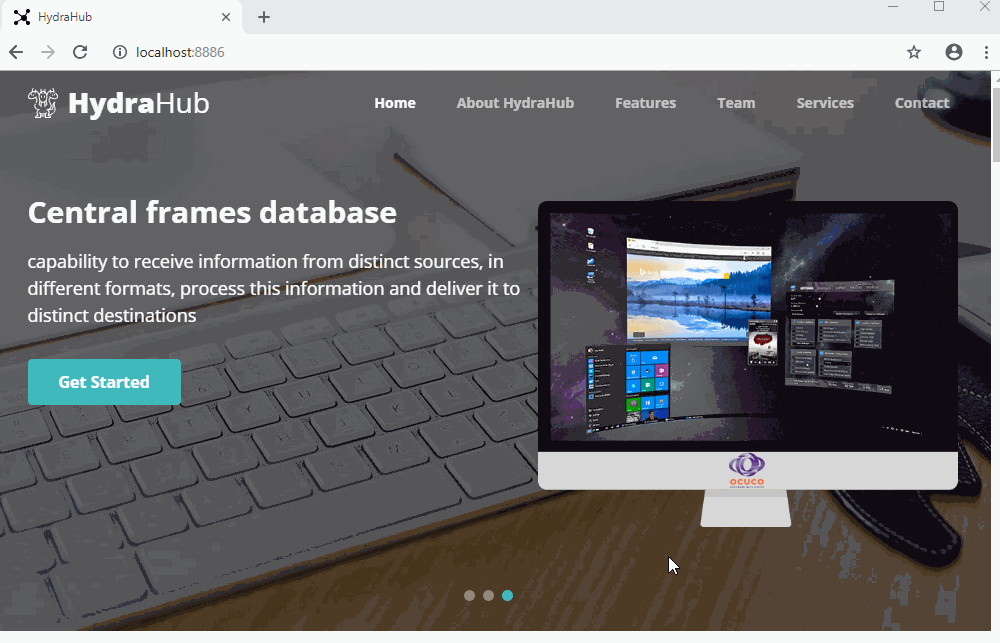 HydraHub
localhost:8886
HydraHub
Home About HydraHub Features Team Services Contact
Central frames database
capability to receive information from distinct sources, in
different formats, process this information and deliver it to
distinct destinations
Get Started
OCUCO